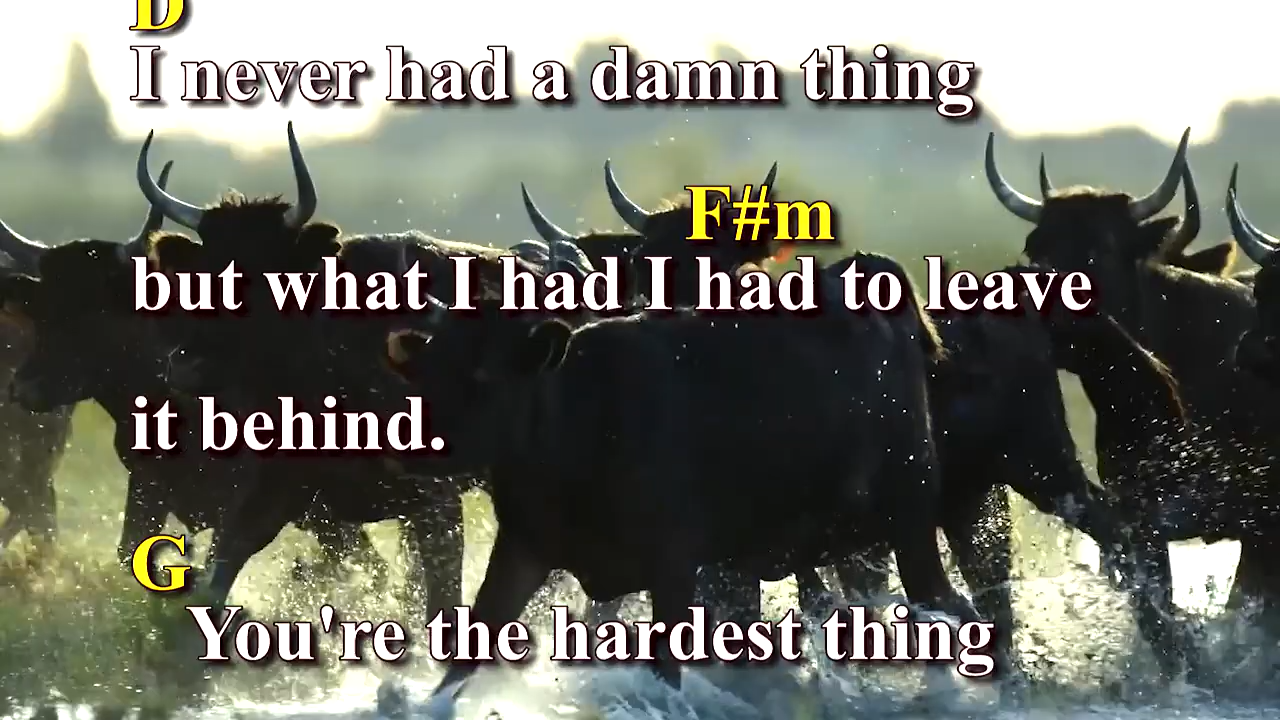 D
I never had a damn thing
F#m
but what I had I had to leave
it behind.
G
You're the hardest thing